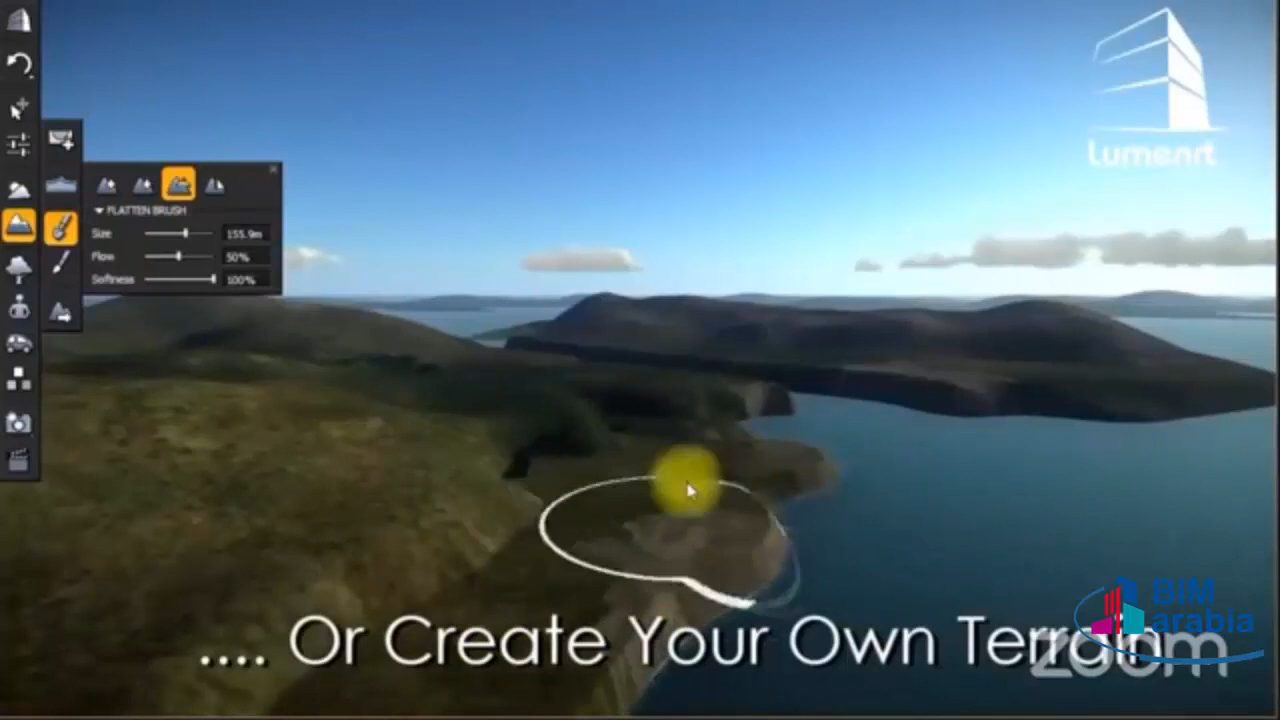 LumenRT
FLATTEN BRUSH
Size 155.9m
Flow 50%
Softness 100%
.... Or Create Your Own Terrain
BIM
arabia
zoom